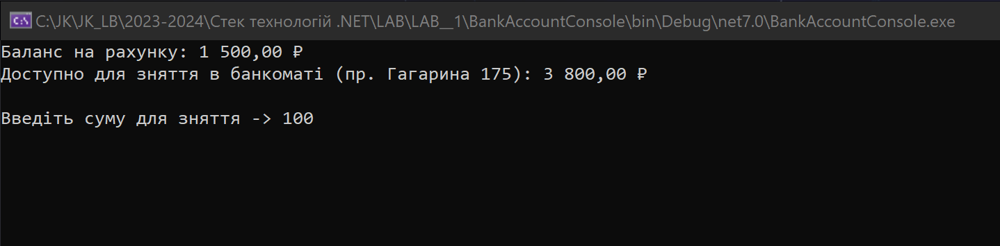 C:\JK\JK_LB\2023-2024\Стек технологій .NET\LAB\LAB__1\BankAccountConsole\bin\Debug\net7.0\BankAccountConsole.exe
Баланс на рахунку: 1 500,00 ₽
Доступно для зняття в банкоматі (пр. Гагарина 175): 3 800,00 ₽
Введіть суму для зняття -> 100